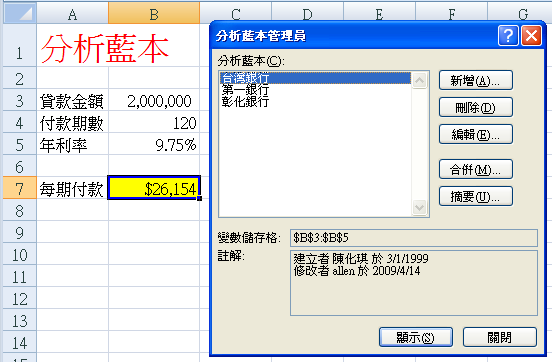 A B C D E F G
1 分析藍本
2
3 貸款金額 2,000,000
4 付款期數 120
5 年利率 9.75%
6
7 每期付款 $26,154
8
9
10
11
12
13
14
分析藍本管理員
分析藍本(C):
台灣銀行
第一銀行
彰化銀行
新增(A)...
刪除(D)
編輯(E)...
合併(M)...
摘要(U)...
變數儲存格: $B$3:$B$5
註解: 建立者 陳化琪 於 3/1/1999
修改者 allen 於 2009/4/14
顯示(S) 關閉